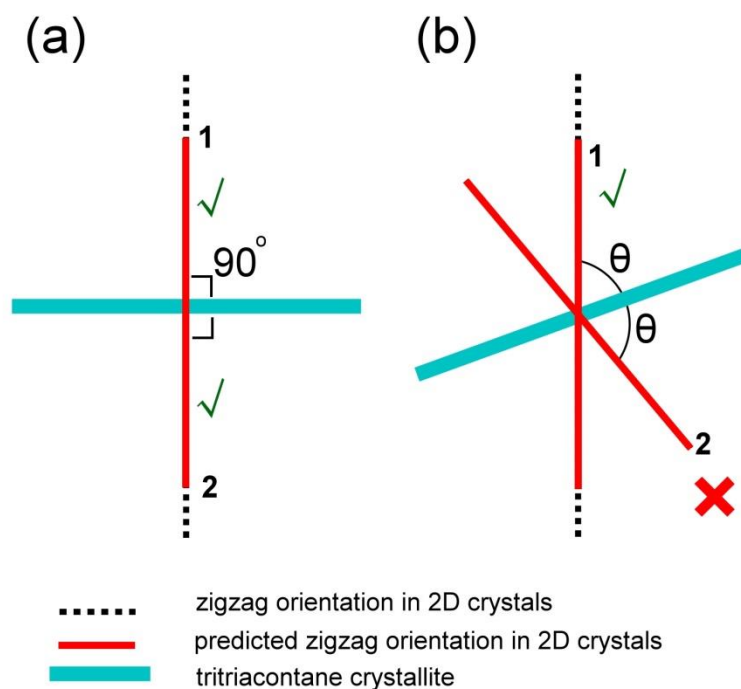 (a)
(b)
1
1
90°
θ
θ
2
2
zigzag orientation in 2D crystals
predicted zigzag orientation in 2D crystals
tritriacontane crystallite